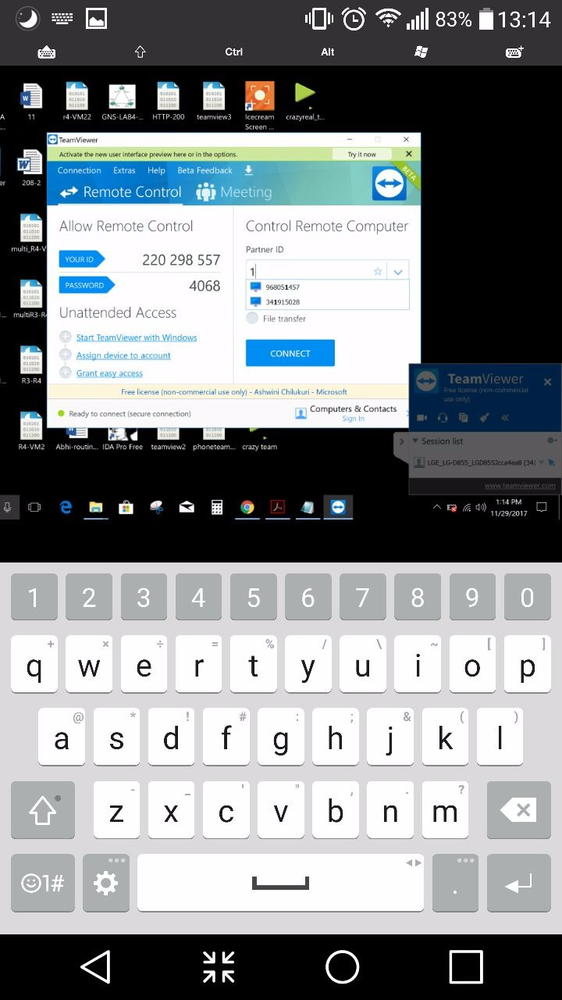 83% 13:14
Ctrl Alt
A 11 r4-VM22 GNS-LAB4-... HTTP-200 teamview3 Icecream Screen ... crazyreal_t...
TeamViewer
Activate the new user interface preview here or in the options. Try it now
Connection Extras Help Beta Feedback BETA
Remote Control Meeting
er 208-2
Allow Remote Control
YOUR ID 220 298 557
PASSWORD 4068
Unattended Access
Start TeamViewer with Windows
Assign device to account
Grant easy access
Control Remote Computer
Partner ID
1
968051457
341915028
File transfer
CONNECT
Free license (non-commercial use only) - Ashwini Chilukuri - Microsoft
Ready to connect (secure connection)
Computers & Contacts
Sign In
multi_R4-V
... multiR3-R4
... R3-R4
R4-VM2 Abhi-routin... IDA Pro Free teamview2 phoneteam... crazy team
TeamViewer
Free license (non-commercial
use only)
Session list
LGE_LG-D855_LGD8552cca4ea8 (34)
www.teamviewer.com
1:14 PM
11/29/2017
1 2 3 4 5 6 7 8 9 0
+ × ÷ = % / \ ~ [ ]
q w e r t y u i o p
@ * ! # : ; & ( )
a s d f g h j k l
- _ ' " , . ?
z x c v b n m
1# .